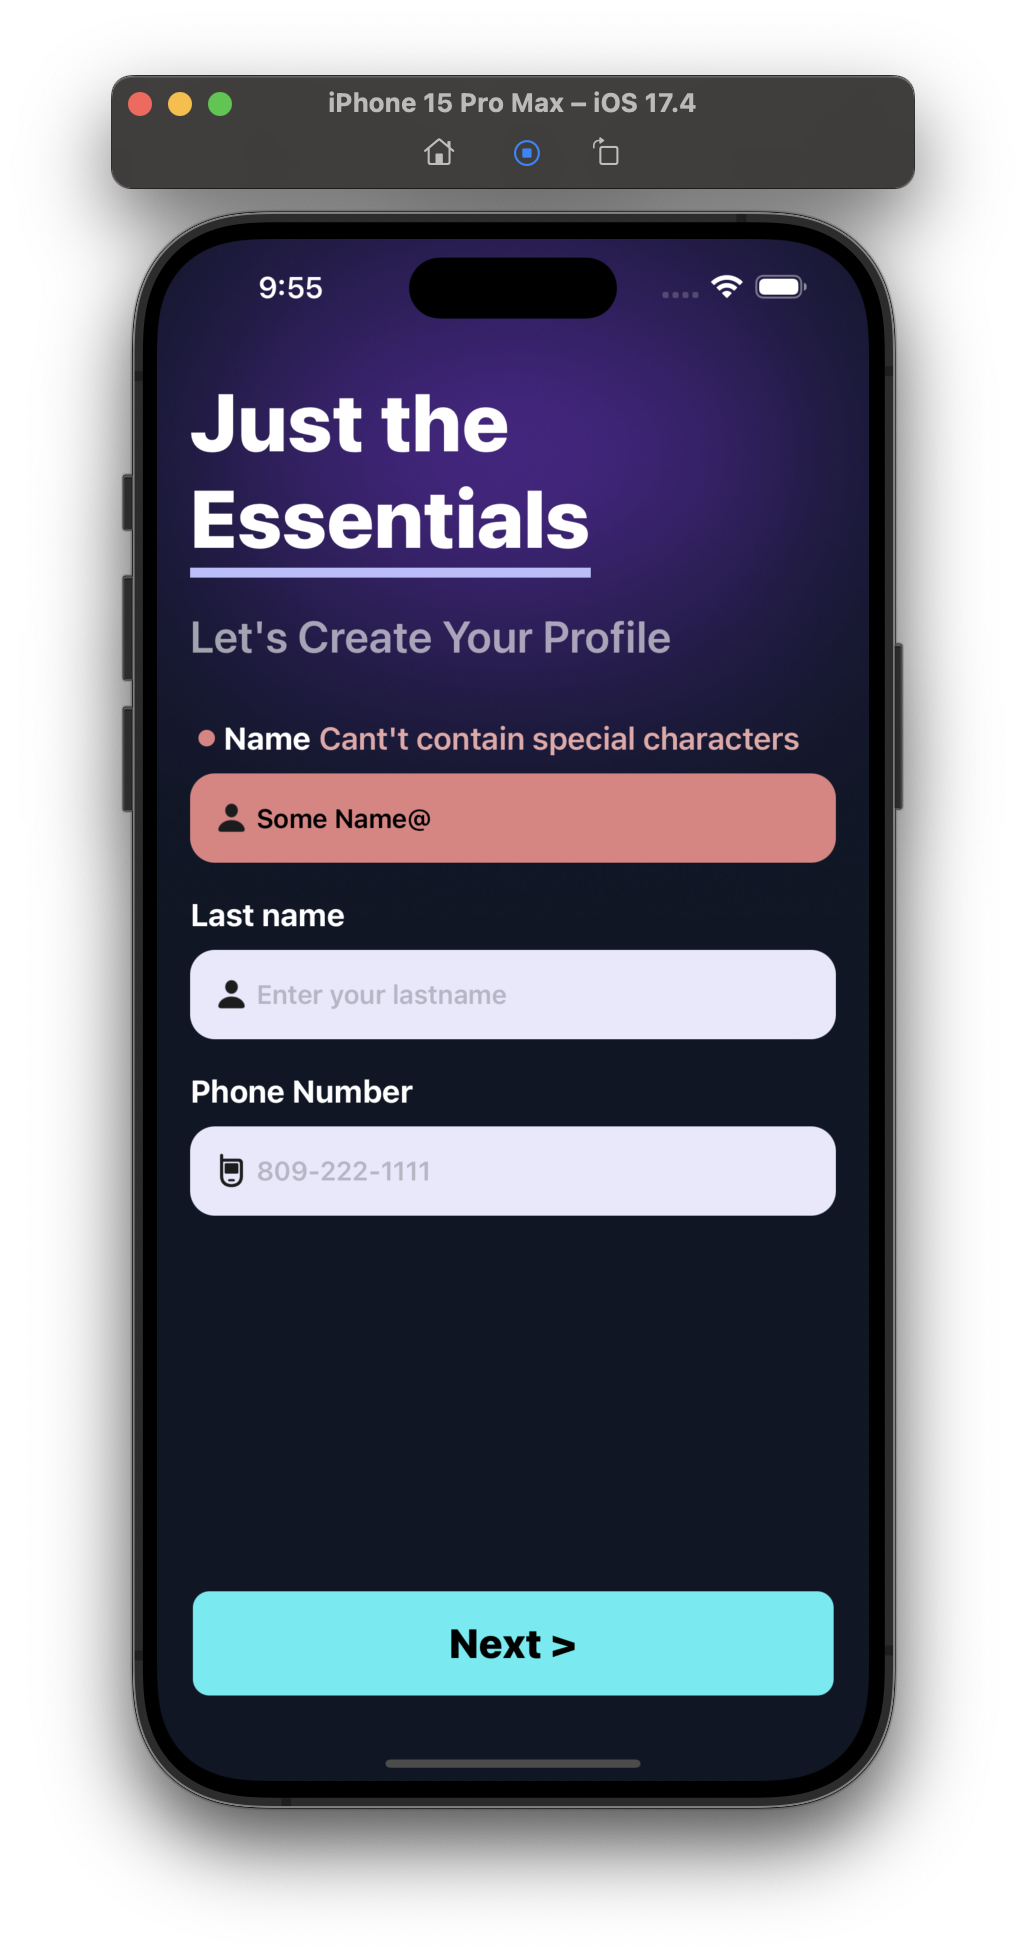 iPhone 15 Pro Max – iOS 17.4
9:55
Just the
Essentials
Let's Create Your Profile
Name Cant't contain special characters
Some Name@
Last name
Enter your lastname
Phone Number
809-222-1111
Next >